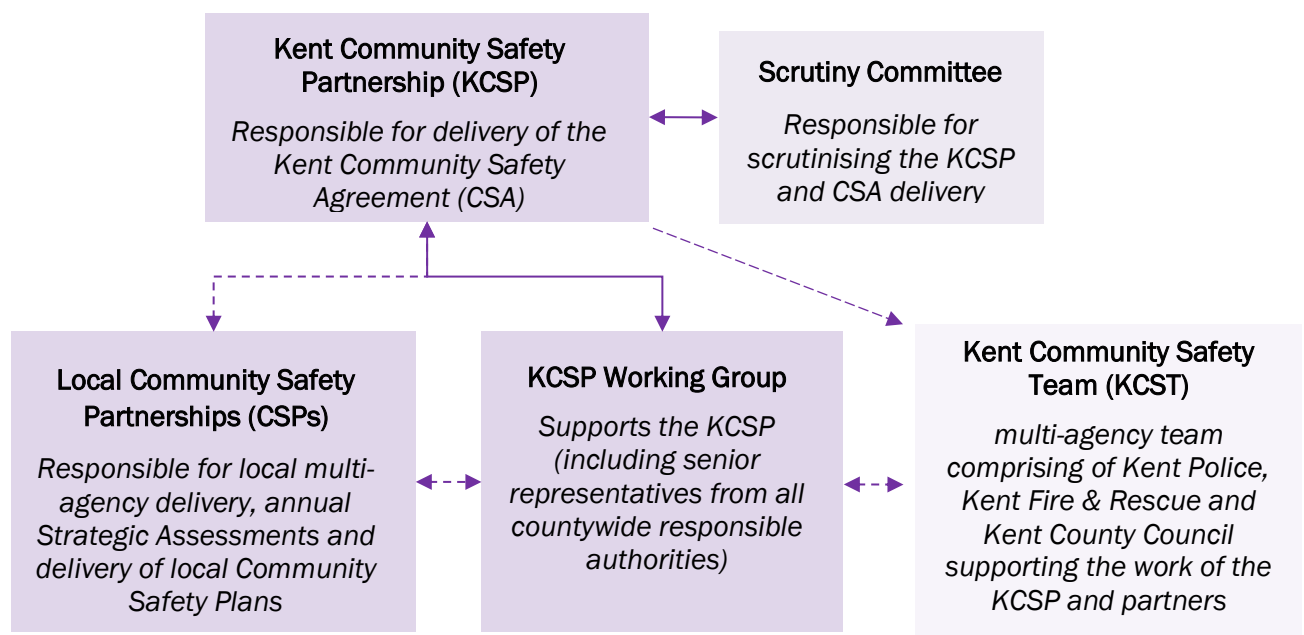 Kent Community Safety
Partnership (KCSP)
Responsible for delivery of the
Kent Community Safety
Agreement (CSA)
Scrutiny Committee
Responsible for
scrutinising the KCSP
and CSA delivery
Local Community Safety
Partnerships (CSPs)
Responsible for local multi-
agency delivery, annual
Strategic Assessments and
delivery of local Community
Safety Plans
KCSP Working Group
Supports the KCSP
(including senior
representatives from all
countywide responsible
authorities)
Kent Community Safety
Team (KCST)
multi-agency team
comprising of Kent Police,
Kent Fire & Rescue and
Kent County Council
supporting the work of the
KCSP and partners